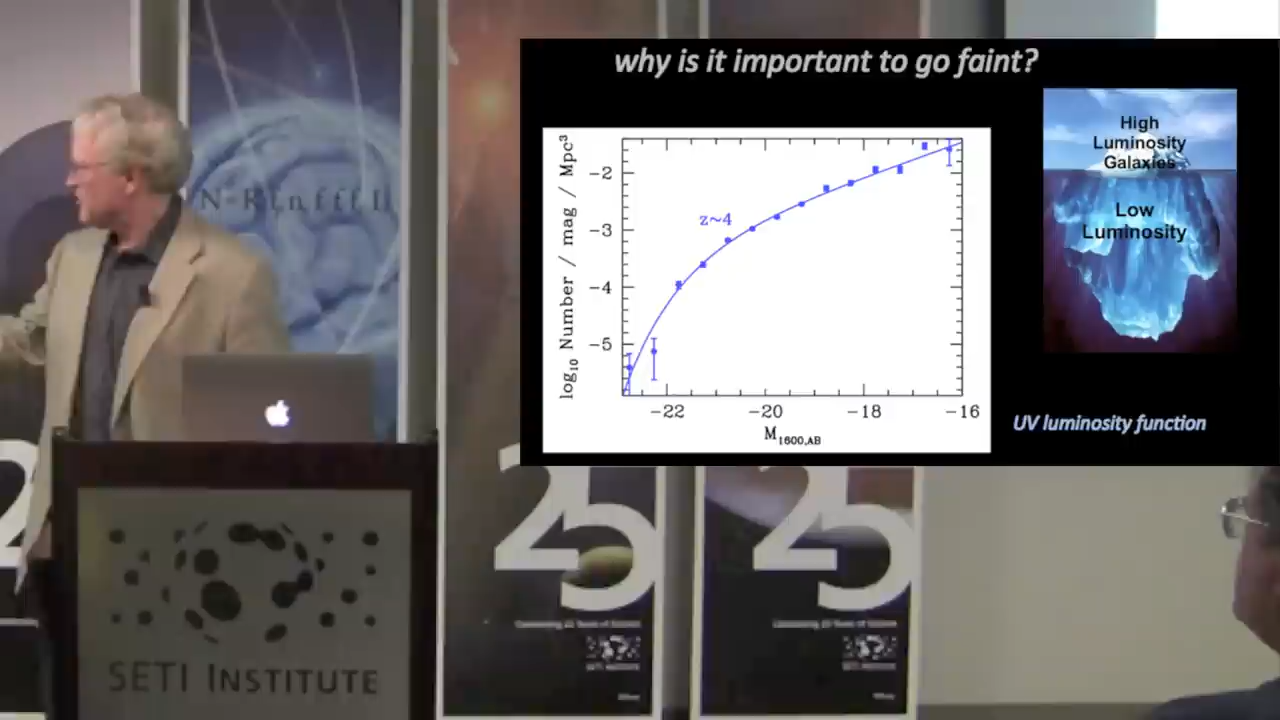 why is it important to go faint?
log₁₀ Number / mag / Mpc³
-2
-3
-4
-5
z~4
-22
-20
-18
-16
M₁₆₀₀,AB
High
Luminosity
Galaxies
Low
Luminosity
UV luminosity function
2
25
25
SETI INSTITUTE